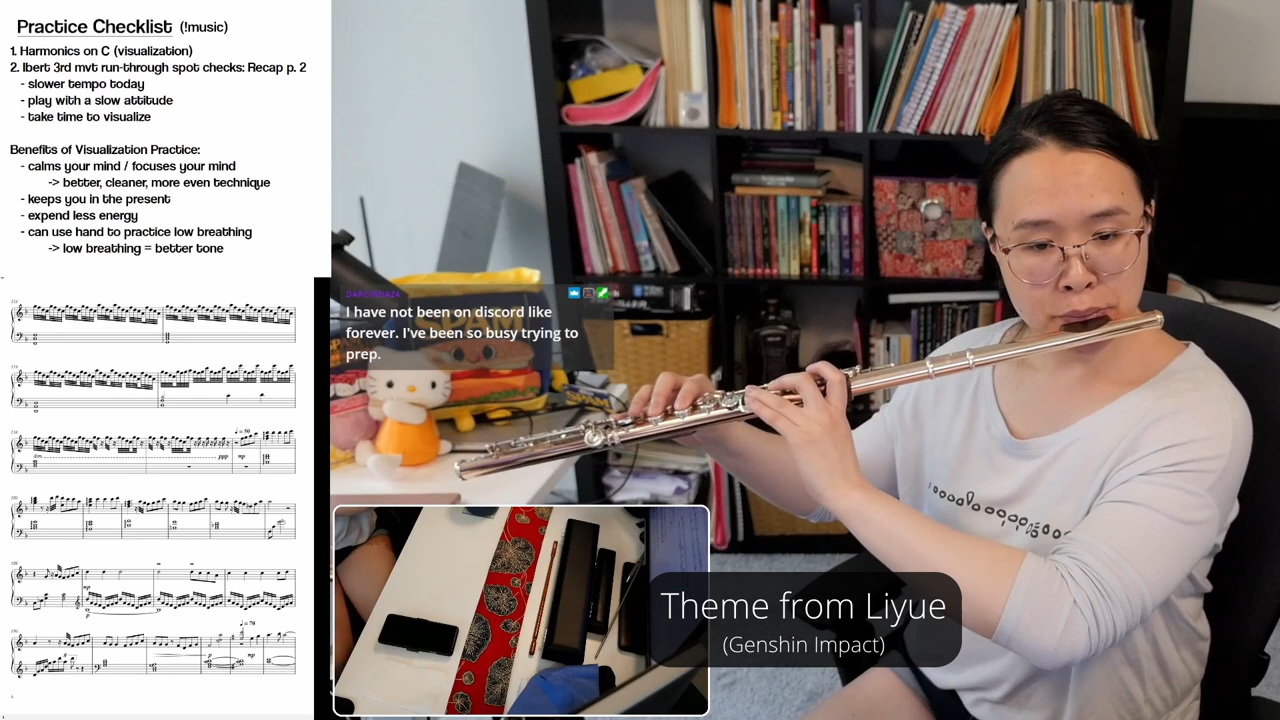 Practice Checklist (!music)
1. Harmonics on C (visualization)
2. Ibert 3rd mvt run-through spot checks: Recap p. 2
- slower tempo today
- play with a slow attitude
- take time to visualize
Benefits of Visualization Practice:
- calms your mind / focuses your mind
-> better, cleaner, more even technique
- keeps you in the present
- expend less energy
- can use hand to practice low breathing
-> low breathing = better tone
I have not been on discord like
forever. I've been so busy trying to
prep.
SPAM
Theme from Liyue
(Genshin Impact)